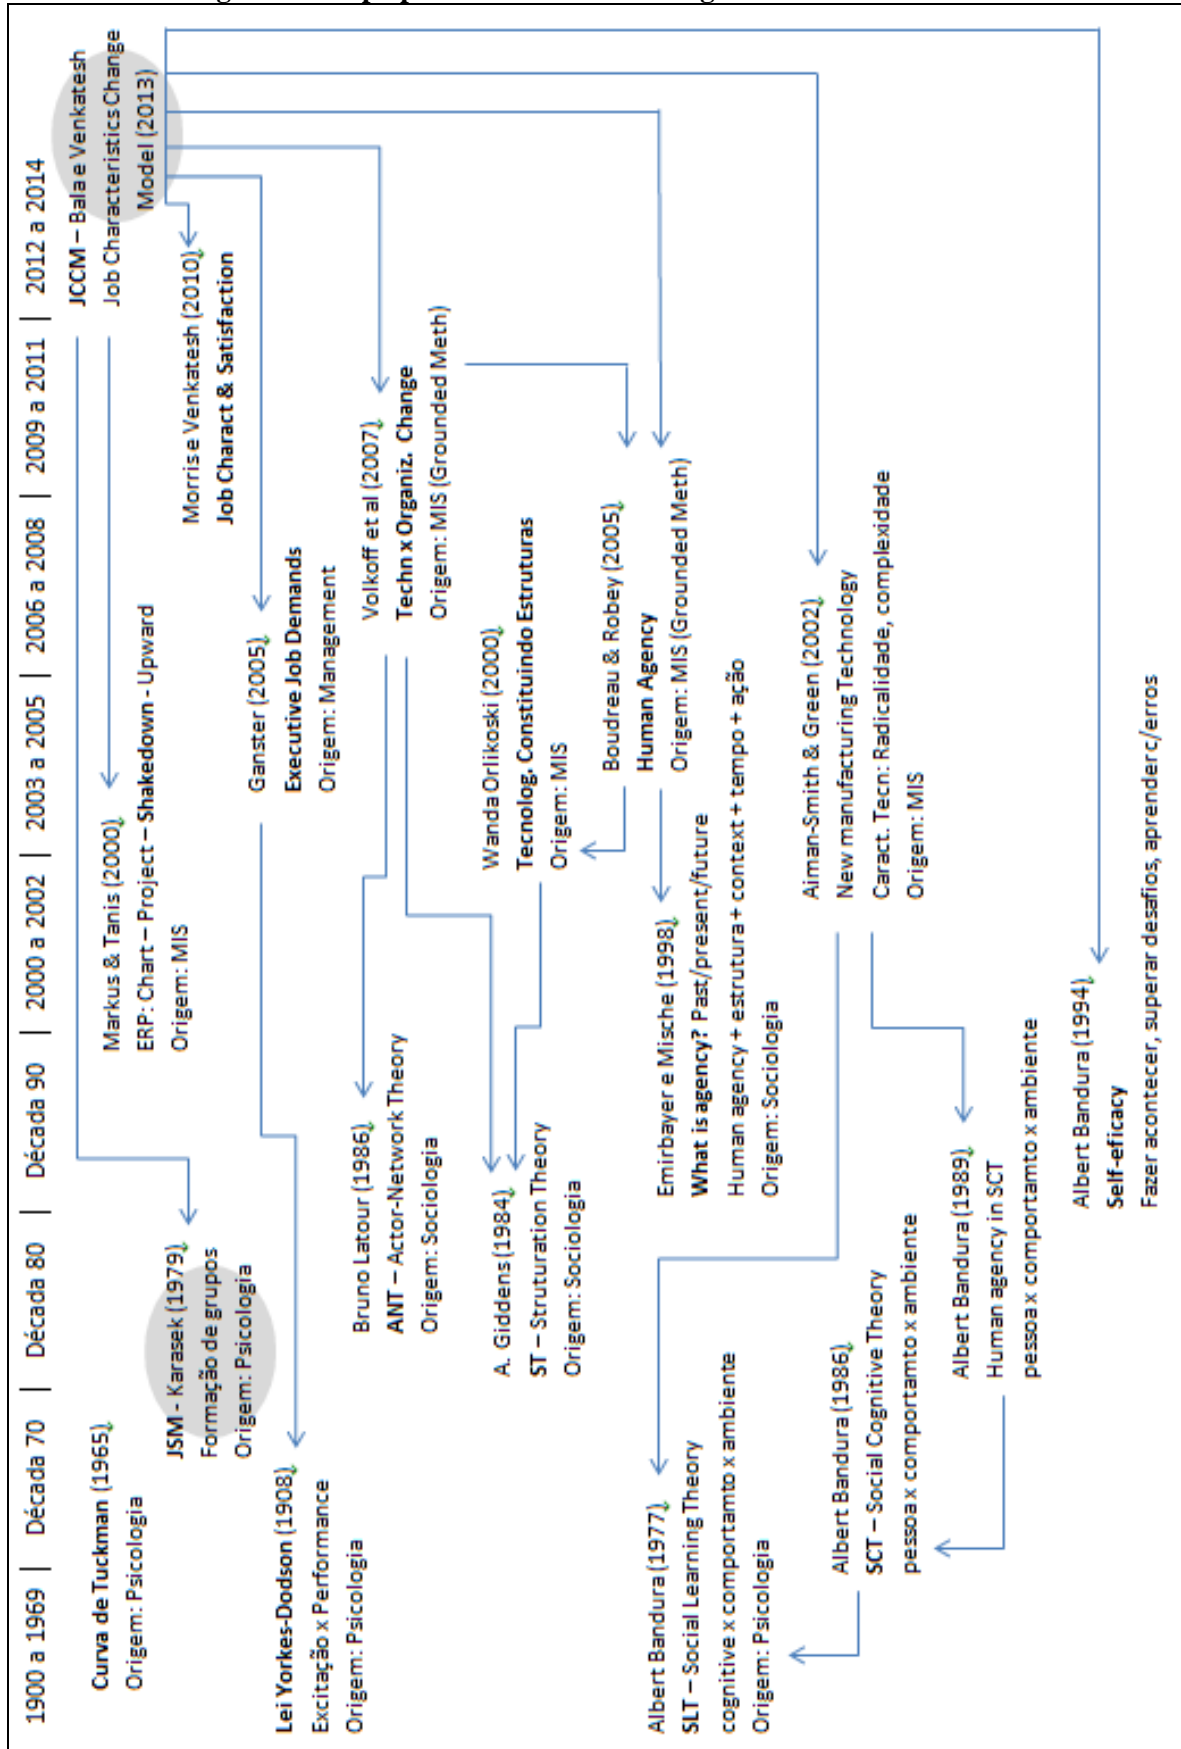 1900 a 1969 | Década 70 | Década 80 | Década 90 | 2000 a 2002 | 2003 a 2005 | 2006 a 2008 | 2009 a 2011 | 2012 a 2014
JCCM – Bala e Venkatesh
Job Characteristics Change
Model (2013)
Curva de Tuckman (1965)
Origem: Psicologia
Markus & Tanis (2000)
ERP: Chart – Project – Shakedown - Upward
Origem: MIS
JSM - Karasek (1979)
Formação de grupos
Origem: Psicologia
Morris e Venkatesh (2010)
Job Charact & Satisfaction
Lei Yorkes-Dodson (1908)
Excitação x Performance
Origem: Psicologia
Ganster (2005)
Executive Job Demands
Origem: Management
Bruno Latour (1986)
ANT – Actor-Network Theory
Origem: Sociologia
Volkoff et al (2007)
Techn x Organiz. Change
Origem: MIS (Grounded Meth)
A. Giddens (1984)
ST – Struturation Theory
Origem: Sociologia
Wanda Orlikoski (2000)
Tecnolog. Constituindo Estruturas
Origem: MIS
Boudreau & Robey (2005)
Human Agency
Origem: MIS (Grounded Meth)
Emirbayer e Mische (1998)
What is agency? Past/present/future
Human agency + estrutura + context + tempo + ação
Origem: Sociologia
Albert Bandura (1977)
SLT – Social Learning Theory
cognitive x comportamto x ambiente
Origem: Psicologia
Aiman-Smith & Green (2002)
New manufacturing Technology
Caract. Tecn: Radicalidade, complexidade
Origem: MIS
Albert Bandura (1986)
SCT – Social Cognitive Theory
pessoa x comportamto x ambiente
Albert Bandura (1989)
Human agency in SCT
pessoa x comportamto x ambiente
Albert Bandura (1994)
Self-eficacy
Fazer acontecer, superar desafios, aprender c/erros